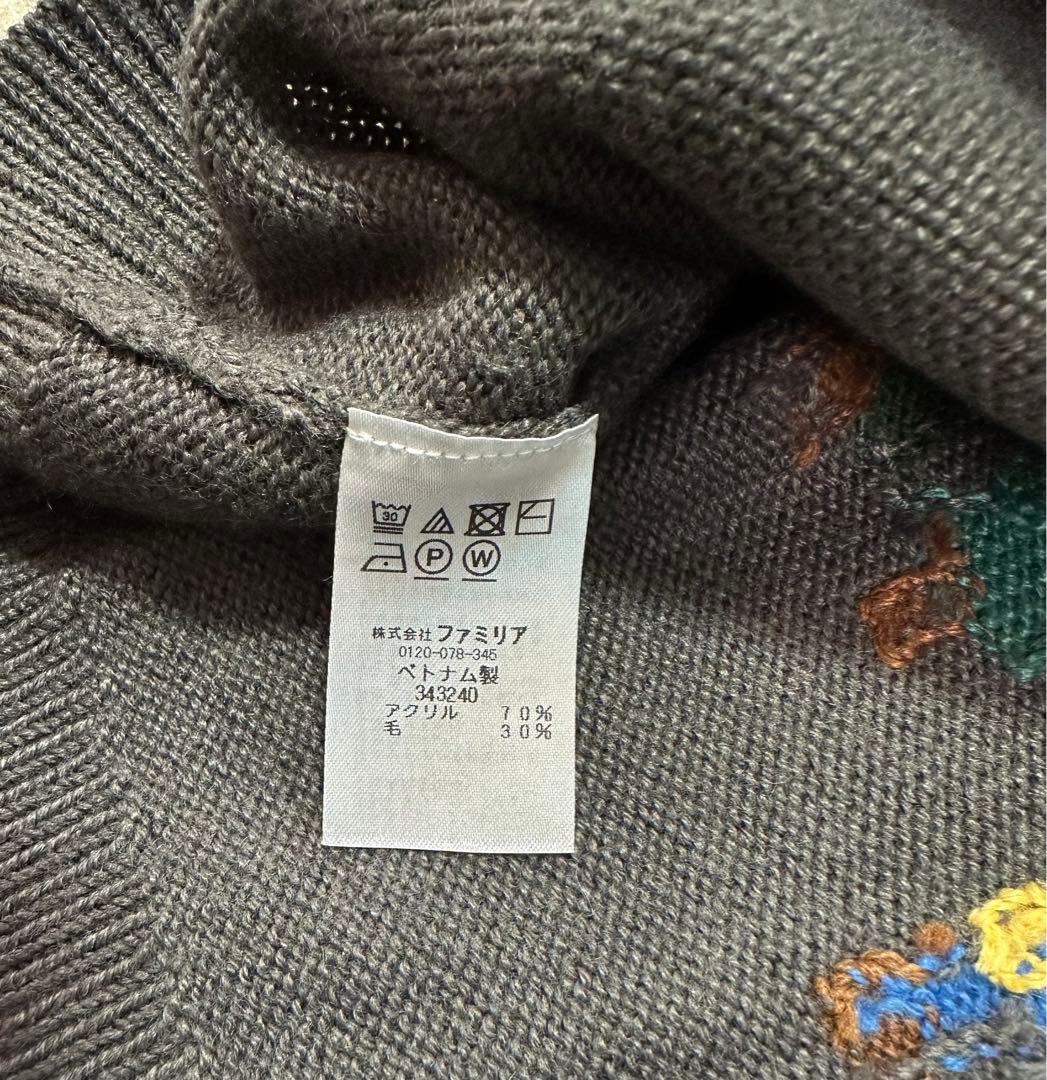 30
P W
株式会社 ファミリア
0120-078-345
ベトナム製
343240
アクリル 70%
毛 30%